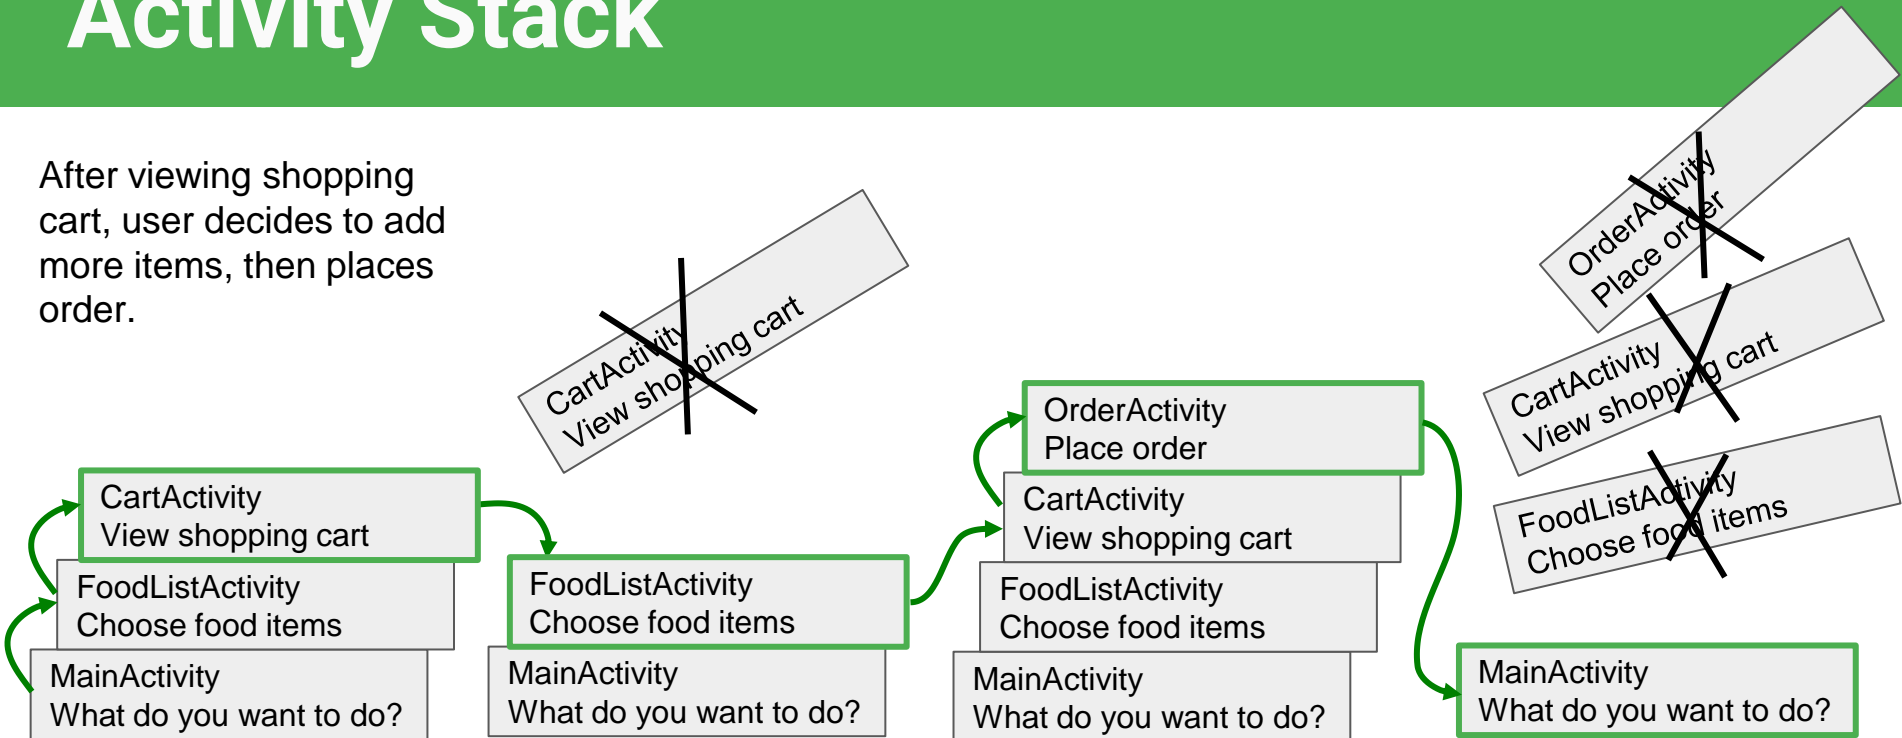 Activity Stack
After viewing shopping
cart, user decides to add
more items, then places
order.
CartActivity
View shopping cart
FoodListActivity
Choose food items
MainActivity
What do you want to do?
CartActivity
View shopping cart
FoodListActivity
Choose food items
MainActivity
What do you want to do?
OrderActivity
Place order
CartActivity
View shopping cart
FoodListActivity
Choose food items
MainActivity
What do you want to do?
OrderActivity
Place order
CartActivity
View shopping cart
FoodListActivity
Choose food items
MainActivity
What do you want to do?